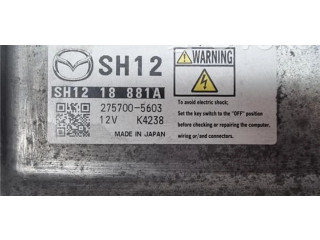 SH12
WARNING
SH12 18 881A
275700-5603
12V K4238
MADE IN JAPAN
To avoid electric shock;
Set the key switch to the "OFF" position
before checking or repairing the computer,
wiring or/and connectors.